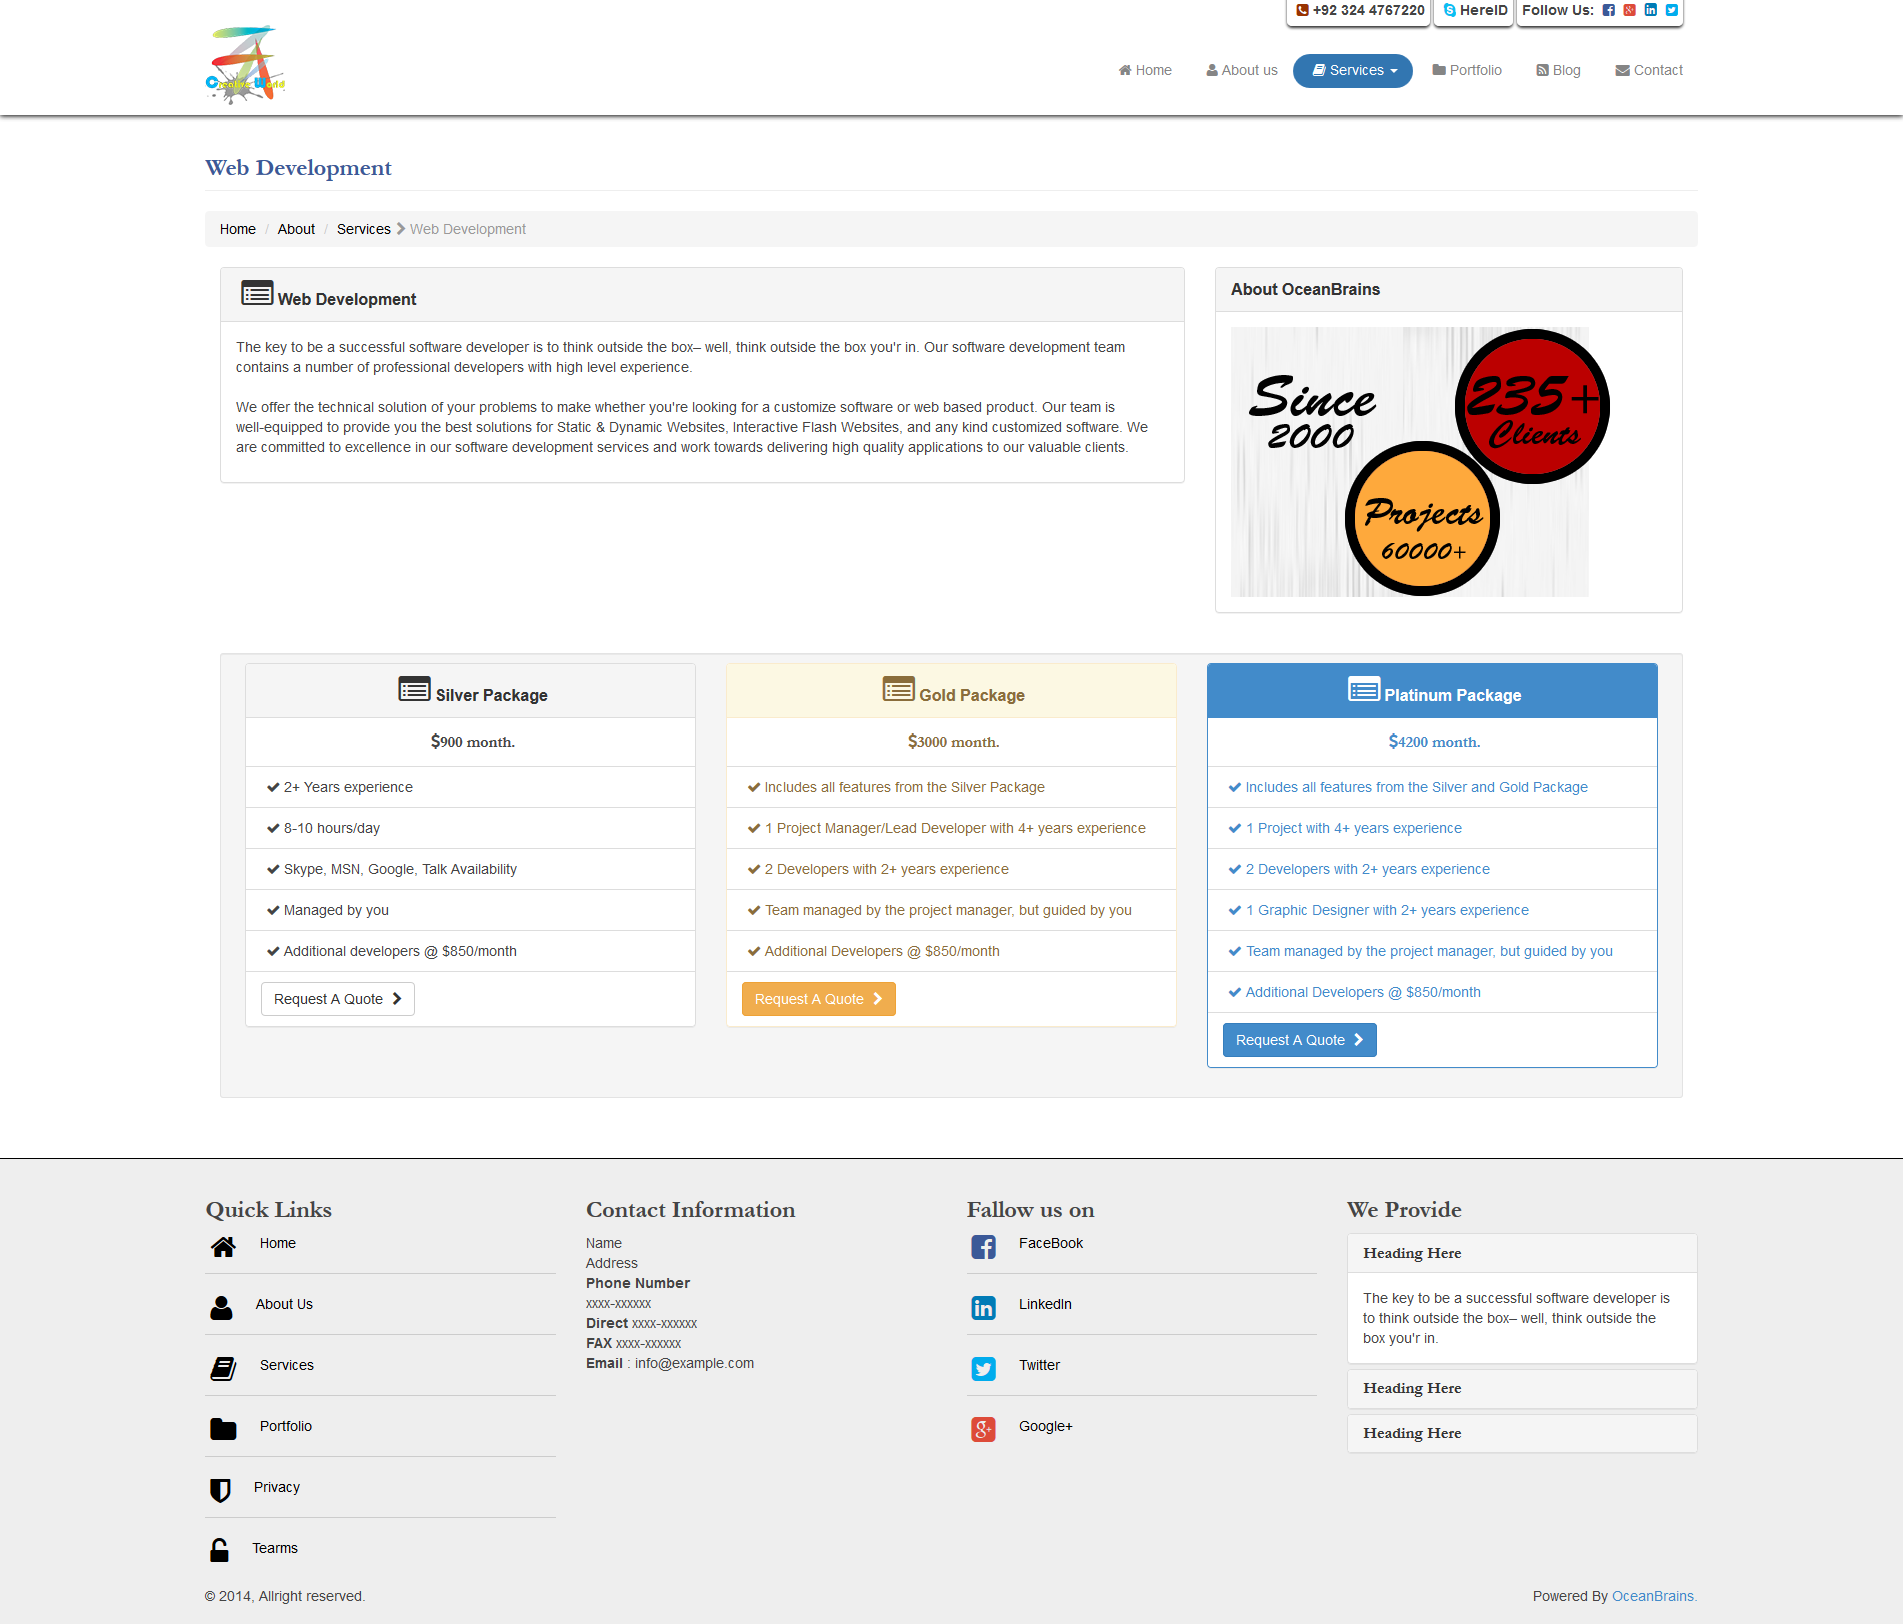 +92 324 4767220 HereID Follow Us:
Creative World
Home About us Services Portfolio Blog Contact
Web Development
Home / About / Services Web Development
Web Development
The key to be a successful software developer is to think outside the box– well, think outside the box you'r in. Our software development team
contains a number of professional developers with high level experience.
We offer the technical solution of your problems to make whether you're looking for a customize software or web based product. Our team is
well-equipped to provide you the best solutions for Static & Dynamic Websites, Interactive Flash Websites, and any kind customized software. We
are committed to excellence in our software development services and work towards delivering high quality applications to our valuable clients.
About OceanBrains
Since
2000
235+
Clients
Projects
60000+
Silver Package
$900 month.
2+ Years experience
8-10 hours/day
Skype, MSN, Google, Talk Availability
Managed by you
Additional developers @ $850/month
Request A Quote
Gold Package
$3000 month.
Includes all features from the Silver Package
1 Project Manager/Lead Developer with 4+ years experience
2 Developers with 2+ years experience
Team managed by the project manager, but guided by you
Additional Developers @ $850/month
Request A Quote
Platinum Package
$4200 month.
Includes all features from the Silver and Gold Package
1 Project with 4+ years experience
2 Developers with 2+ years experience
1 Graphic Designer with 2+ years experience
Team managed by the project manager, but guided by you
Additional Developers @ $850/month
Request A Quote
Quick Links
Home
About Us
Services
Portfolio
Privacy
Tearms
Contact Information
Name
Address
Phone Number
xxxx-xxxxxx
Direct xxxx-xxxxxx
FAX xxxx-xxxxxx
Email : info@example.com
Fallow us on
FaceBook
LinkedIn
Twitter
Google+
We Provide
Heading Here
The key to be a successful software developer is
to think outside the box– well, think outside the
box you'r in.
Heading Here
Heading Here
© 2014, Allright reserved.
Powered By OceanBrains.